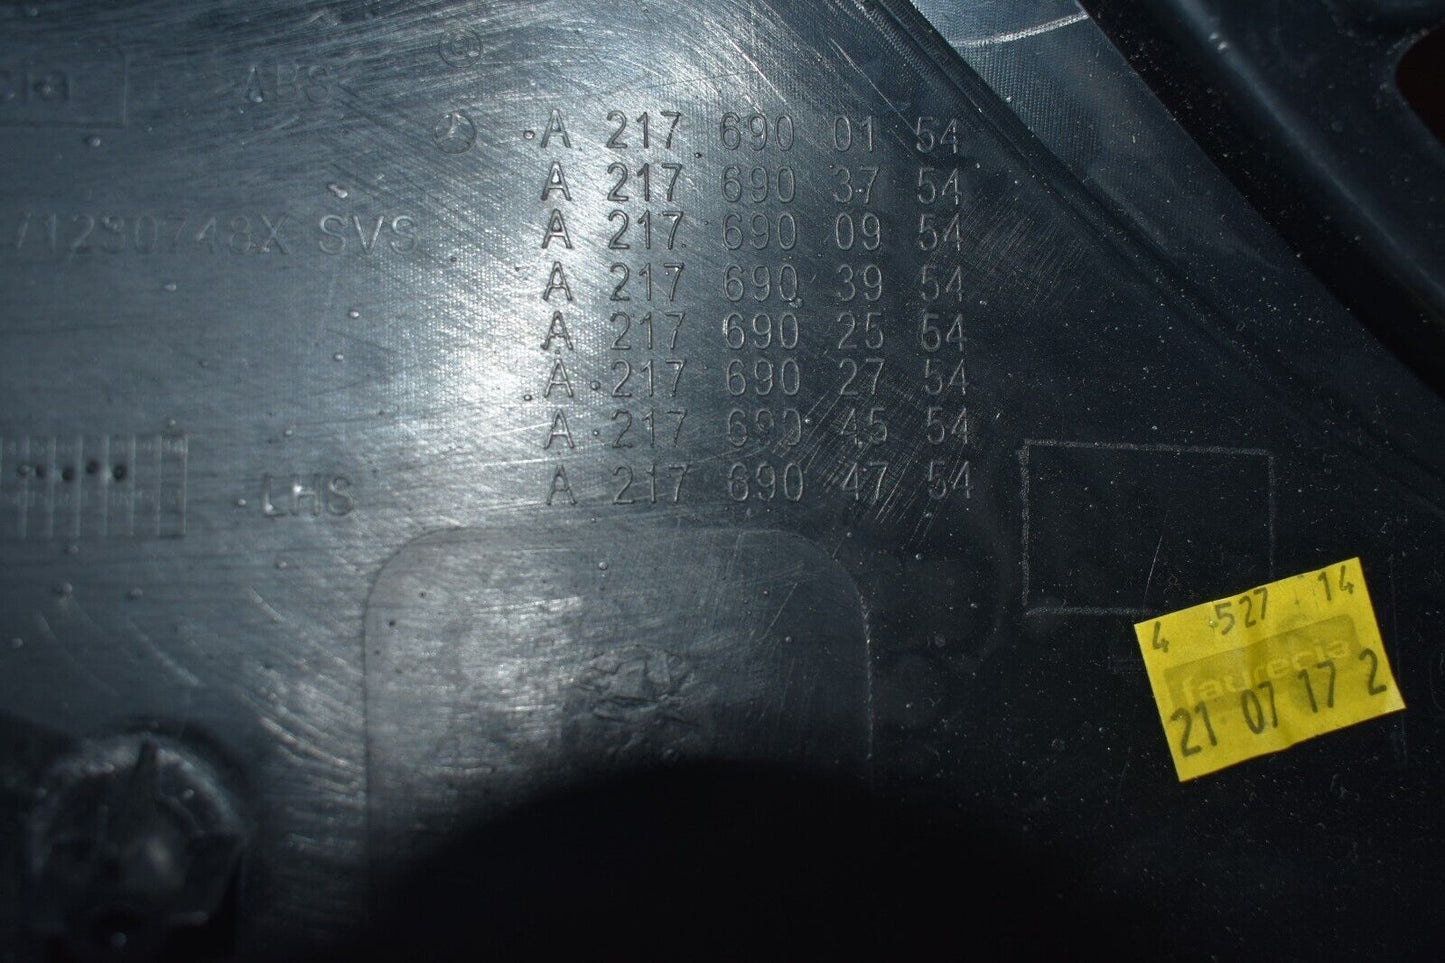 ABS
A 217 690 01 54
A 217 690 37 54
71230748X SVS
A 217 690 09 54
A 217 690 39 54
A 217 690 25 54
A 217 690 27 54
A 217 690 45 54
LHS
A 217 690 47 54
4 527 14
faurecia
21 07 17 2